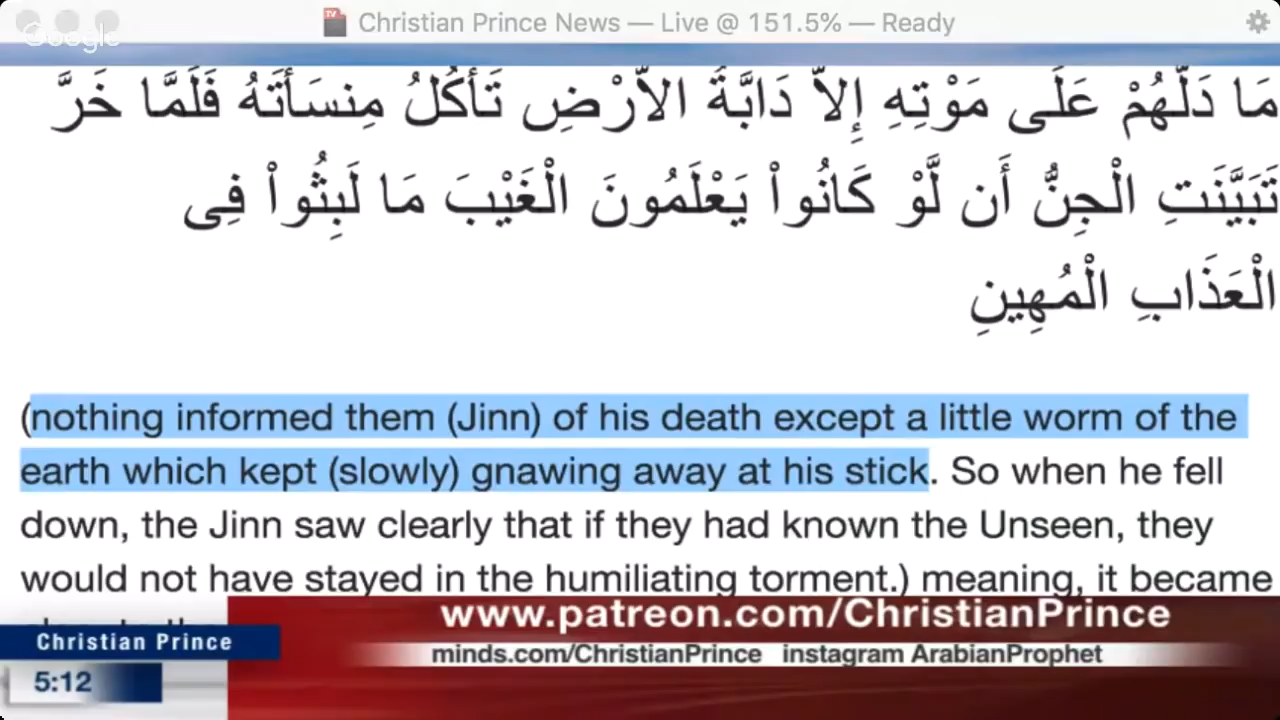 Google
Christian Prince News — Live @ 151.5% — Ready
مَا دَلَّهُمْ عَلَى مَوْتِهِ إِلاَّ دَابَّةُ الاٌّرْضِ تَأْكُلُ مِنسَأَتَهُ فَلَمَّا خَرَّ
تَبَيَّنَتِ الْجِنُّ أَن لَّوْ كَانُواْ يَعْلَمُونَ الْغَيْبَ مَا لَبِثُواْ فِى
الْعَذَابِ الْمُهِينِ
(nothing informed them (Jinn) of his death except a little worm of the
earth which kept (slowly) gnawing away at his stick. So when he fell
down, the Jinn saw clearly that if they had known the Unseen, they
would not have stayed in the humiliating torment.) meaning, it became
www.patreon.com/ChristianPrince
Christian Prince
minds.com/ChristianPrince instagram ArabianProphet
5:12